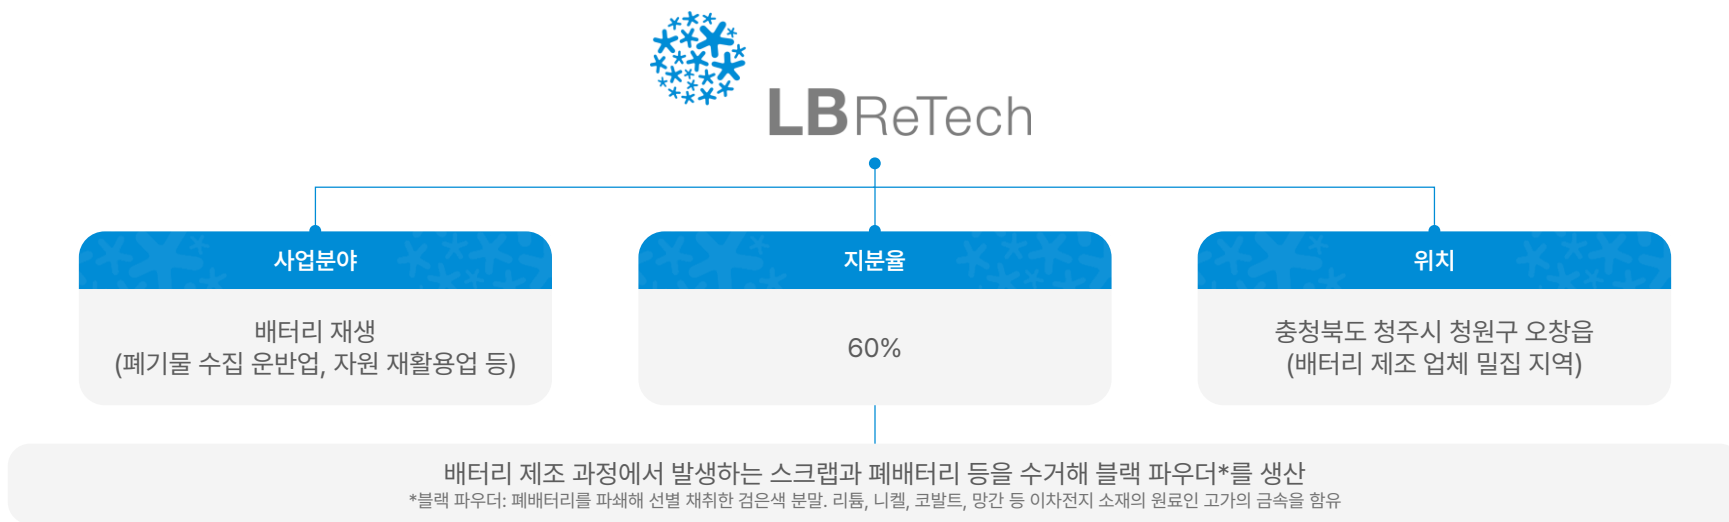 LB ReTech
사업분야
배터리 재생
(폐기물 수집 운반업, 자원 재활용업 등)
지분율
60%
위치
충청북도 청주시 청원구 오창읍
(배터리 제조 업체 밀집 지역)
배터리 제조 과정에서 발생하는 스크랩과 폐배터리 등을 수거해 블랙 파우더*를 생산
*블랙 파우더: 폐배터리를 파쇄해 선별 채취한 검은색 분말. 리튬, 니켈, 코발트, 망간 등 이차전지 소재의 원료인 고가의 금속을 함유